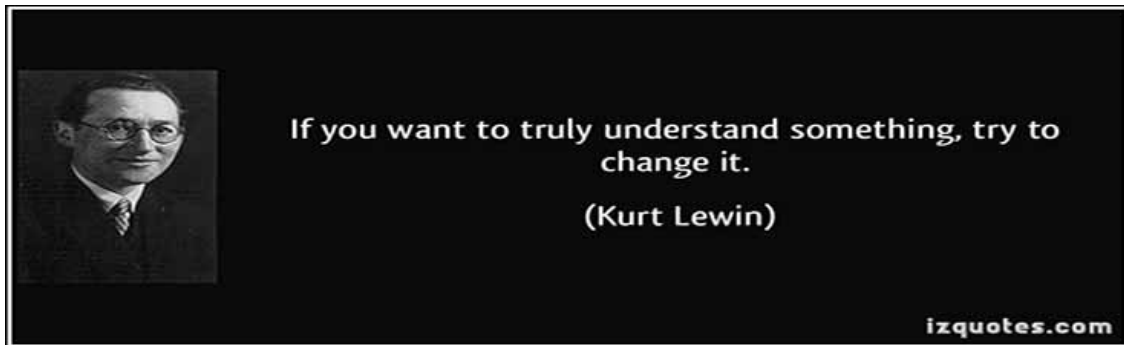 If you want to truly understand something, try to
change it.
(Kurt Lewin)
izquotes.com